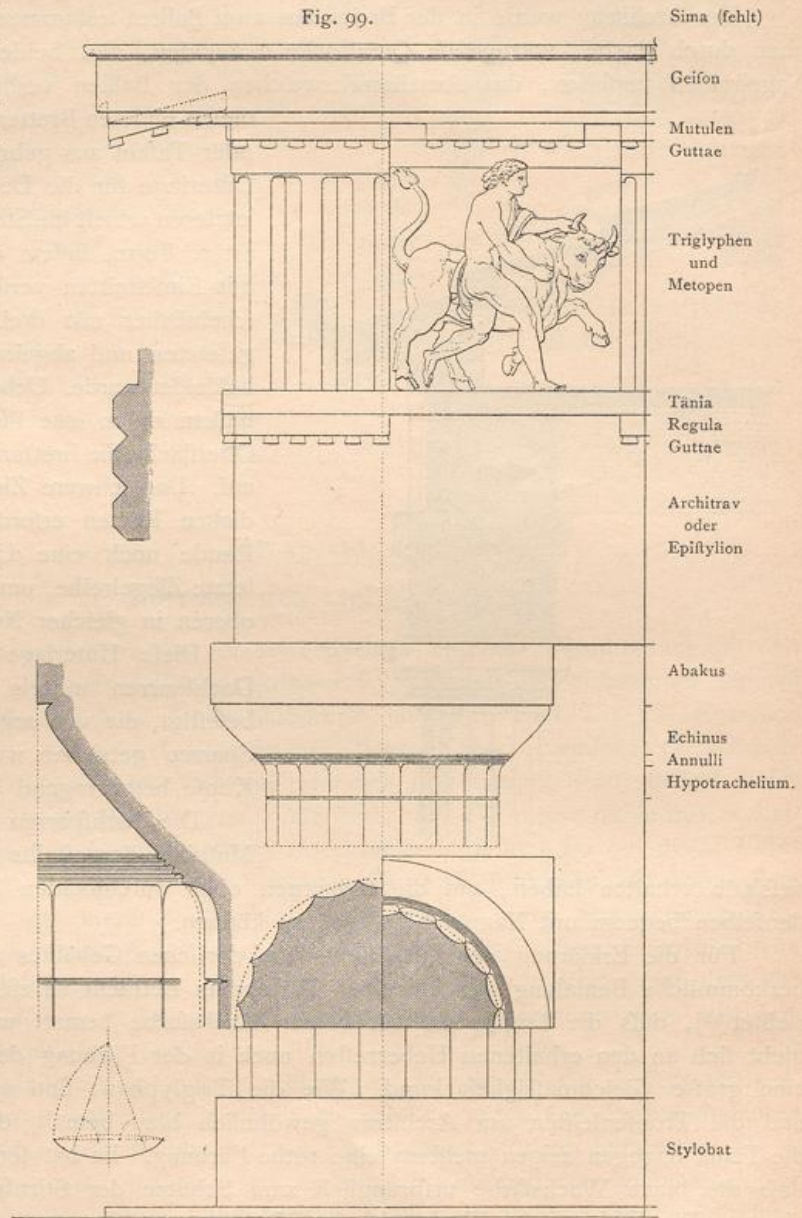 Fig. 99.
Sima (fehlt)
Geiſon
Mutulen
Guttae
Triglyphen
und
Metopen
Tänia
Regula
Guttae
Architrav
oder
Epiſtylion
Abakus
Echinus
Annulli
Hypotrachelium.
Stylobat